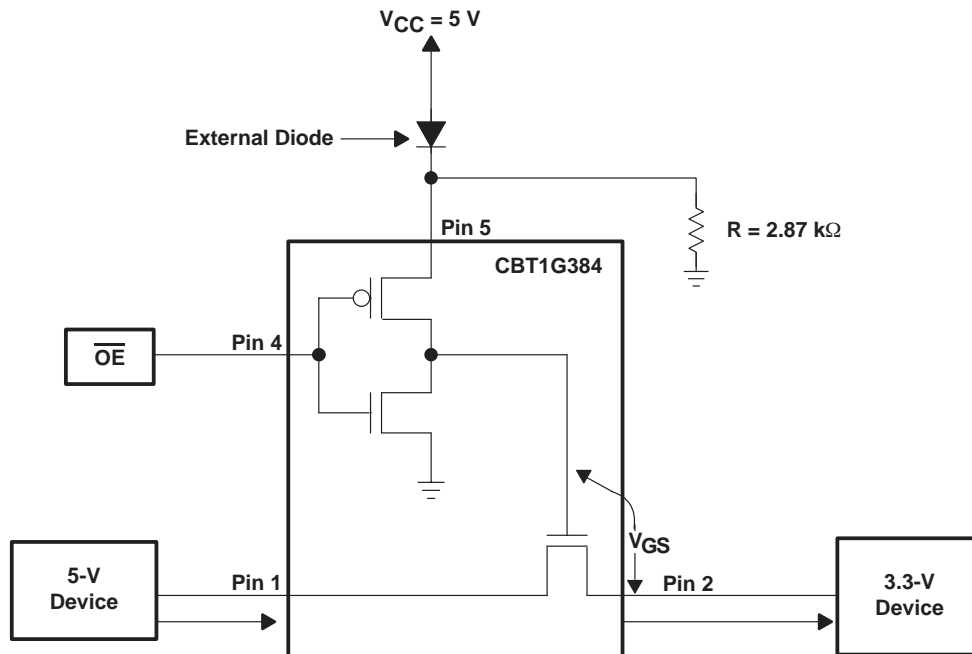 VCC = 5 V
External Diode
R = 2.87 kΩ
Pin 5
CBT1G384
OE
Pin 4
VGS
5-V
Device
Pin 1
Pin 2
3.3-V
Device